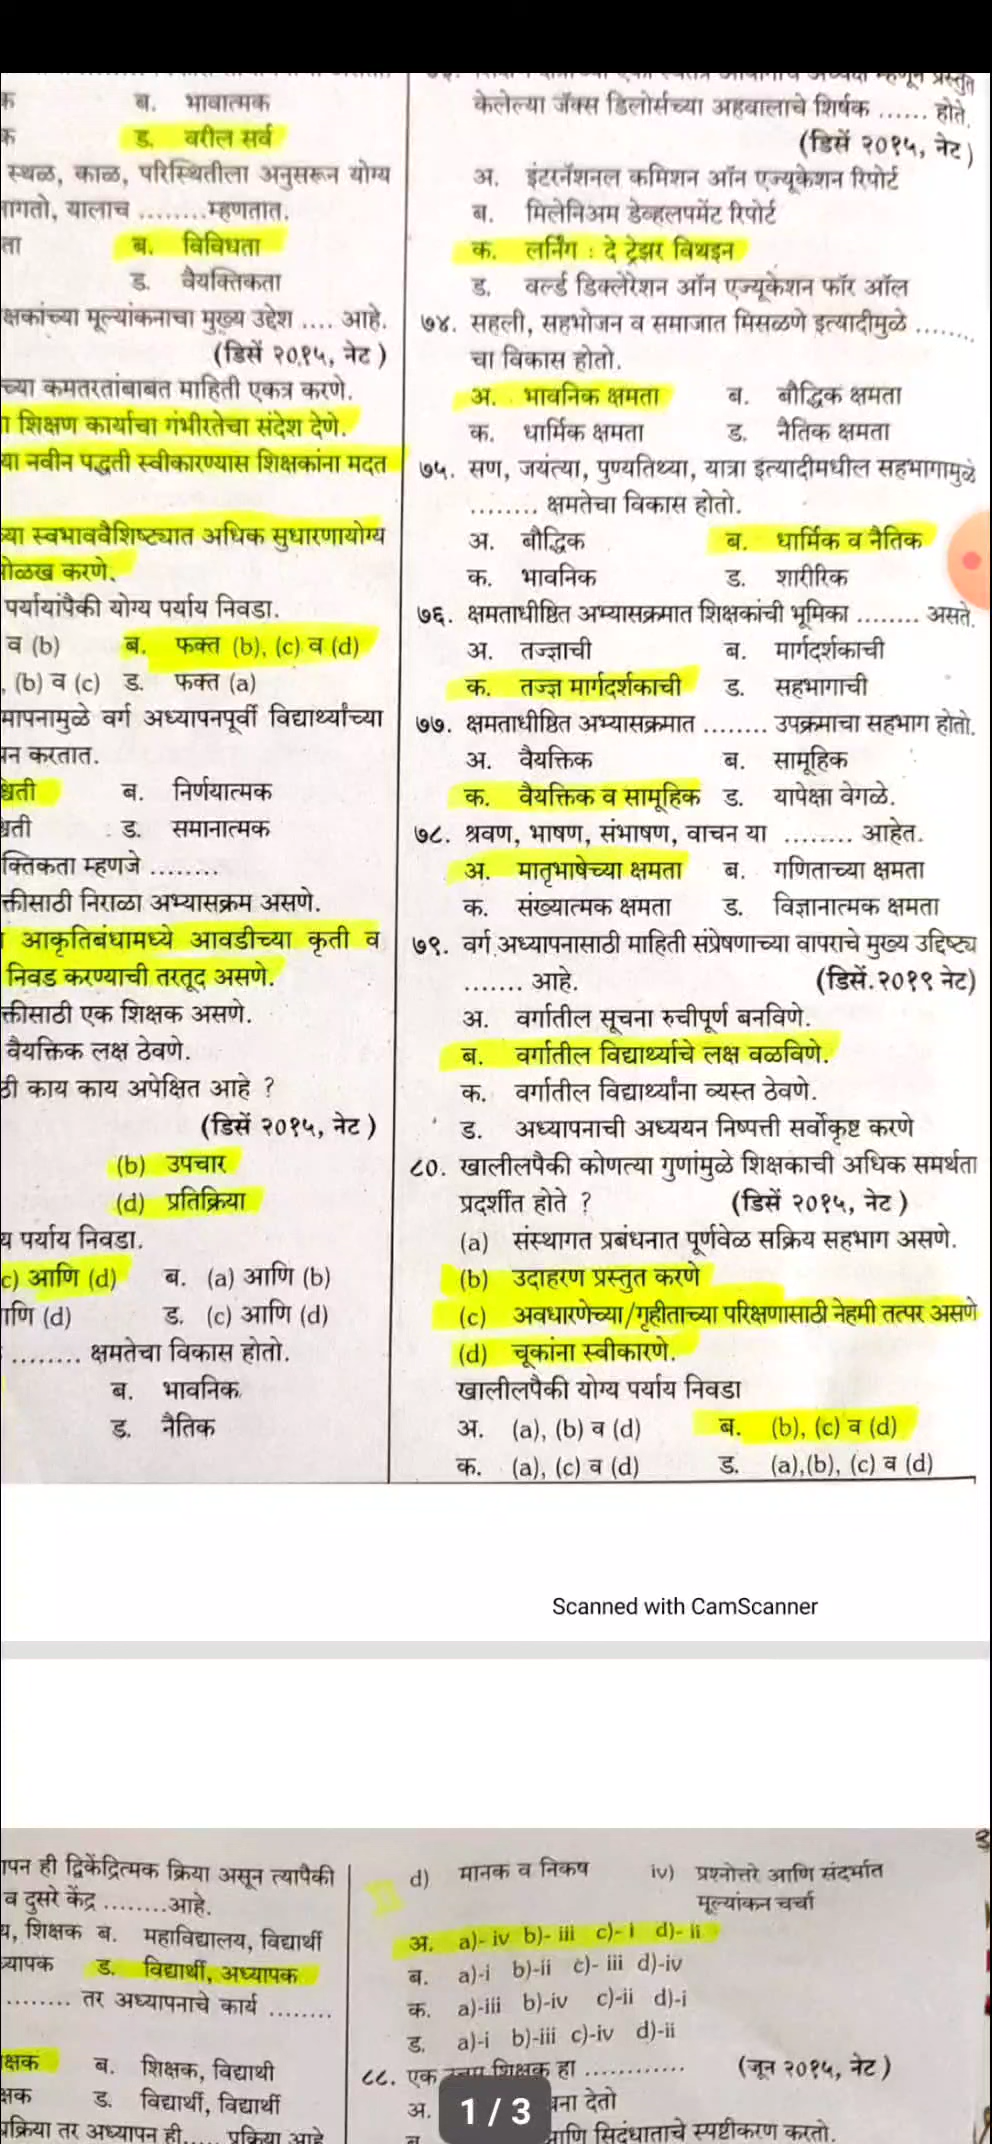 ब. भावात्मक
ड. वरील सर्व
स्थळ, काळ, परिस्थितीला अनुसरून योग्य
यालाच ........म्हणतात.
ब. विविधता
ड. वैयक्तिकता
क्षकांच्या मूल्यांकनाचा मुख्य उद्देश .... आहे.
(डिसें २०१५, नेट )
च्या कमतरतांबाबत माहिती एकत्र करणे.
शिक्षण कार्याचा गंभीरतेचा संदेश देणे.
या नवीन पद्धती स्वीकारण्यास शिक्षकांना मदत
च्या स्वभाववैशिष्ट्यात अधिक सुधारणायोग्य
करणे.
पर्यायांपैकी योग्य पर्याय निवडा.
व (b) ब. फक्त (b), (c) व (d)
, (b) व (c) ड. फक्त (a)
मापनामुळे वर्ग अध्यापनपूर्वी विद्यार्थ्यांच्या
करतात.
ब. निर्णयात्मक
ड. समानात्मक
क्तिकता म्हणजे ........
क्तीसाठी निराळा अभ्यासक्रम असणे.
आकृतिबंधामध्ये आवडीच्या कृती व
निवड करण्याची तरतूद असणे.
क्तीसाठी एक शिक्षक असणे.
वैयक्तिक लक्ष ठेवणे.
ठी काय काय अपेक्षित आहे ?
(डिसें २०१५, नेट )
(b) उपचार
(d) प्रतिक्रिया
य पर्याय निवडा.
c) आणि (d) ब. (a) आणि (b)
णि (d) ड. (c) आणि (d)
........ क्षमतेचा विकास होतो.
ब. भावनिक
ड. नैतिक
केलेल्या जॅक्स डिलोर्सच्या अहवालाचे शिर्षक ...... होते.
(डिसें २०१५, नेट )
अ. इंटरनॅशनल कमिशन ऑन एज्यूकेशन रिपोर्ट
ब. मिलेनिअम डेव्हलपमेंट रिपोर्ट
क. लर्निंग : दे ट्रेझर विथइन
ड. वर्ल्ड डिक्लेरेशन ऑन एज्यूकेशन फॉर ऑल
७४. सहली, सहभोजन व समाजात मिसळणे इत्यादीमुळे ........
चा विकास होतो.
अ. भावनिक क्षमता ब. बौद्धिक क्षमता
क. धार्मिक क्षमता ड. नैतिक क्षमता
७५. सण, जयंत्या, पुण्यतिथ्या, यात्रा इत्यादीमधील सहभागामुळे
......... क्षमतेचा विकास होतो.
अ. बौद्धिक ब. धार्मिक व नैतिक
क. भावनिक ड. शारीरिक
७६. क्षमताधीष्ठित अभ्यासक्रमात शिक्षकांची भूमिका ........ असते.
अ. तज्ज्ञाची ब. मार्गदर्शकाची
क. तज्ज्ञ मार्गदर्शकाची ड. सहभागाची
७७. क्षमताधीष्ठित अभ्यासक्रमात ........ उपक्रमाचा सहभाग होतो.
अ. वैयक्तिक ब. सामूहिक
क. वैयक्तिक व सामूहिक ड. यापेक्षा वेगळे.
७८. श्रवण, भाषण, संभाषण, वाचन या ........ आहेत.
अ. मातृभाषेच्या क्षमता ब. गणिताच्या क्षमता
क. संख्यात्मक क्षमता ड. विज्ञानात्मक क्षमता
७९. वर्ग अध्यापनासाठी माहिती संप्रेषणाच्या वापराचे मुख्य उद्दिष्ट्य
....... आहे. (डिसें.२०१९ नेट)
अ. वर्गातील सूचना रुचीपूर्ण बनविणे.
ब. वर्गातील विद्यार्थ्याचे लक्ष वळविणे.
क. वर्गातील विद्यार्थ्यांना व्यस्त ठेवणे.
ड. अध्यापनाची अध्ययन निष्पत्ती सर्वोकृष्ट करणे
८०. खालीलपैकी कोणत्या गुणांमुळे शिक्षकाची अधिक समर्थता
प्रदर्शीत होते ? (डिसें २०१५, नेट )
(a) संस्थागत प्रबंधनात पूर्णवेळ सक्रिय सहभाग असणे.
(b) उदाहरण प्रस्तुत करणे
(c) अवधारणेच्या/गृहीताच्या परिक्षणासाठी नेहमी तत्पर असणे
(d) चूकांना स्वीकारणे.
खालीलपैकी योग्य पर्याय निवडा
अ. (a), (b) व (d) ब. (b), (c) व (d)
क. (a), (c) व (d) ड. (a),(b), (c) व (d)
Scanned with CamScanner
ापन ही द्विकेंद्रित्मक क्रिया असून त्यापैकी
व दुसरे केंद्र ........आहे.
शिक्षक ब. महाविद्यालय, विद्यार्थी
ड. विद्यार्थी, अध्यापक
........ तर अध्यापनाचे कार्य ........
क्षक ब. शिक्षक, विद्याथी
क्षक ड. विद्यार्थी, विद्यार्थी
प्रक्रिया तर अध्यापन ही.... प्रक्रिया आहे
d) मानक व निकष iv) प्रश्नोत्तरे आणि संदर्भात
मूल्यांकन चर्चा
अ. a)- iv b)- iii c)- i d)- ii
ब. a)-i b)-ii c)- iii d)-iv
क. a)-iii b)-iv c)-ii d)-i
ड. a)-i b)-iii c)-iv d)-ii
८८. एक शिक्षक हा ............ (जून २०१५, नेट )
अ. देतो
आणि सिद्धंधाताचे स्पष्टीकरण करतो.
1 / 3